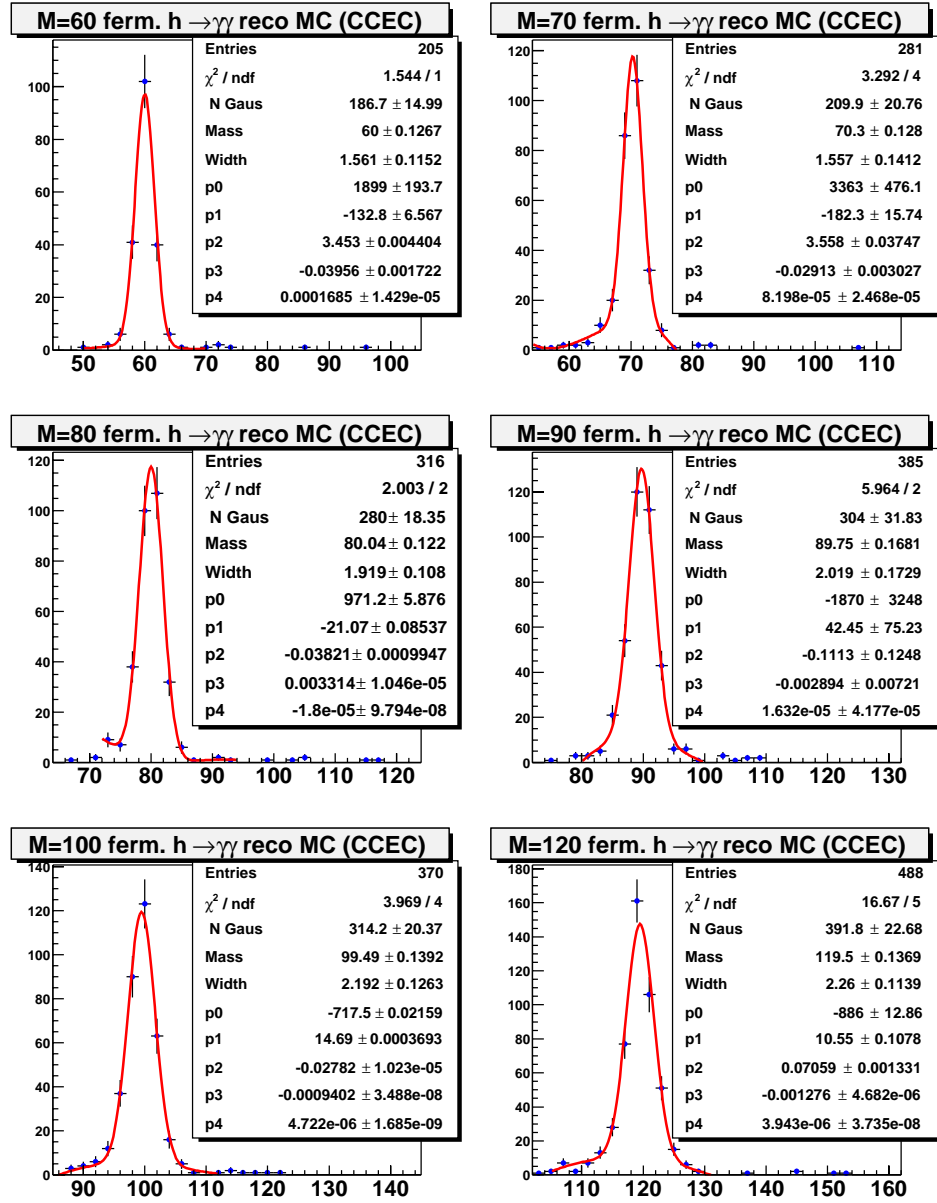 M=60 ferm. h →γγ reco MC (CCEC)
Entries 205
χ² / ndf 1.544 / 1
N Gaus 186.7 ± 14.99
Mass 60 ± 0.1267
Width 1.561 ± 0.1152
p0 1899 ± 193.7
p1 -132.8 ± 6.567
p2 3.453 ± 0.004404
p3 -0.03956 ± 0.001722
p4 0.0001685 ± 1.429e-05
100
80
60
40
20
0
50 60 70 80 90 100
M=70 ferm. h →γγ reco MC (CCEC)
Entries 281
χ² / ndf 3.292 / 4
N Gaus 209.9 ± 20.76
Mass 70.3 ± 0.128
Width 1.557 ± 0.1412
p0 3363 ± 476.1
p1 -182.3 ± 15.74
p2 3.558 ± 0.03747
p3 -0.02913 ± 0.003027
p4 8.198e-05 ± 2.468e-05
120
100
80
60
40
20
0
60 70 80 90 100 110
M=80 ferm. h →γγ reco MC (CCEC)
Entries 316
χ² / ndf 2.003 / 2
N Gaus 280 ± 18.35
Mass 80.04 ± 0.122
Width 1.919 ± 0.108
p0 971.2 ± 5.876
p1 -21.07 ± 0.08537
p2 -0.03821 ± 0.0009947
p3 0.003314 ± 1.046e-05
p4 -1.8e-05 ± 9.794e-08
120
100
80
60
40
20
0
70 80 90 100 110 120
M=90 ferm. h →γγ reco MC (CCEC)
Entries 385
χ² / ndf 5.964 / 2
N Gaus 304 ± 31.83
Mass 89.75 ± 0.1681
Width 2.019 ± 0.1729
p0 -1870 ± 3248
p1 42.45 ± 75.23
p2 -0.1113 ± 0.1248
p3 -0.002894 ± 0.00721
p4 1.632e-05 ± 4.177e-05
120
100
80
60
40
20
0
80 90 100 110 120 130
M=100 ferm. h →γγ reco MC (CCEC)
Entries 370
χ² / ndf 3.969 / 4
N Gaus 314.2 ± 20.37
Mass 99.49 ± 0.1392
Width 2.192 ± 0.1263
p0 -717.5 ± 0.02159
p1 14.69 ± 0.0003693
p2 -0.02782 ± 1.023e-05
p3 -0.0009402 ± 3.488e-08
p4 4.722e-06 ± 1.685e-09
140
120
100
80
60
40
20
0
90 100 110 120 130 140
M=120 ferm. h →γγ reco MC (CCEC)
Entries 488
χ² / ndf 16.67 / 5
N Gaus 391.8 ± 22.68
Mass 119.5 ± 0.1369
Width 2.26 ± 0.1139
p0 -886 ± 12.86
p1 10.55 ± 0.1078
p2 0.07059 ± 0.001331
p3 -0.001276 ± 4.682e-06
p4 3.943e-06 ± 3.735e-08
180
160
140
120
100
80
60
40
20
0
110 120 130 140 150 160